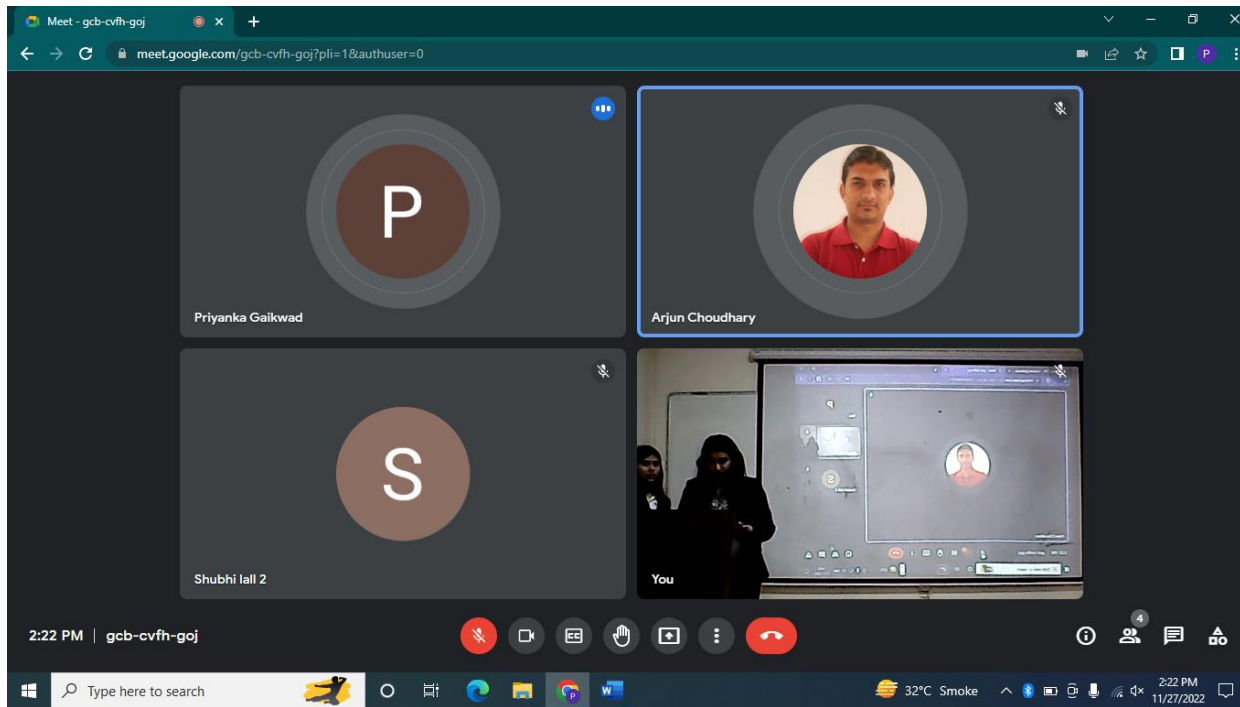 Meet - gcb-cvfh-goj
meet.google.com/gcb-cvfh-goj?pli=1&authuser=0
P
P
Priyanka Gaikwad
Arjun Choudhary
S
Shubhi lall 2
You
2:22 PM | gcb-cvfh-goj
CC
4
Type here to search
P
W
32°C Smoke
2:22 PM
11/27/2022